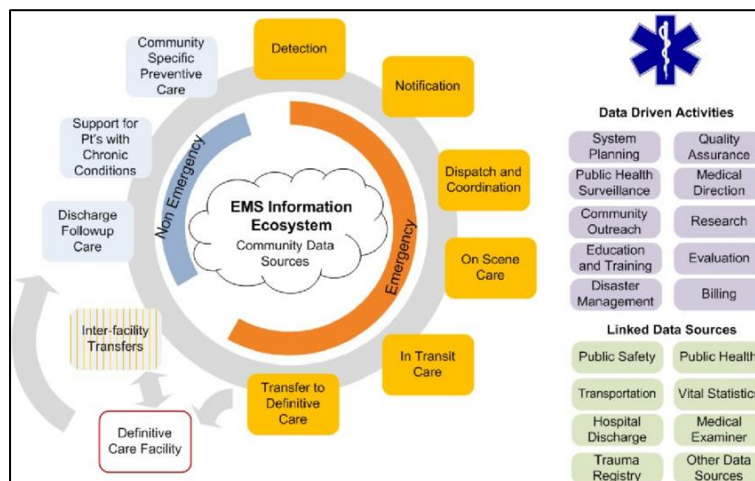 Community
Specific
Preventive
Care
Detection
Notification
Support for
Pt's with
Chronic
Conditions
Dispatch and
Coordination
Non Emergency
EMS Information
Ecosystem
Community Data
Sources
Emergency
Discharge
Followup
Care
On Scene
Care
Inter-facility
Transfers
In Transit
Care
Transfer to
Definitive
Care
Definitive
Care Facility
Data Driven Activities
System
Planning
Quality
Assurance
Public Health
Surveillance
Medical
Direction
Community
Outreach
Research
Education
and Training
Evaluation
Disaster
Management
Billing
Linked Data Sources
Public Safety
Public Health
Transportation
Vital Statistics
Hospital
Discharge
Medical
Examiner
Trauma
Registry
Other Data
Sources